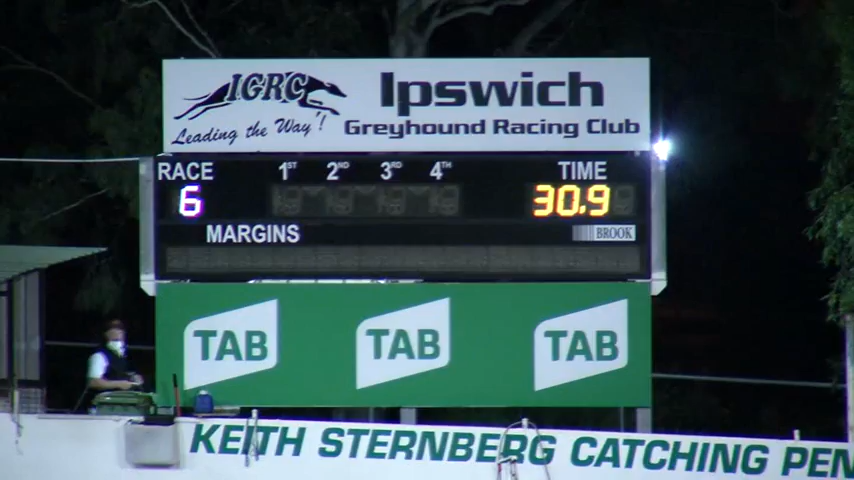 IGRC Ipswich
Leading the Way! Greyhound Racing Club
RACE 1ST 2ND 3RD 4TH TIME
6 30.9
MARGINS BROOK
TAB TAB TAB
KEITH STERNBERG CATCHING PEN